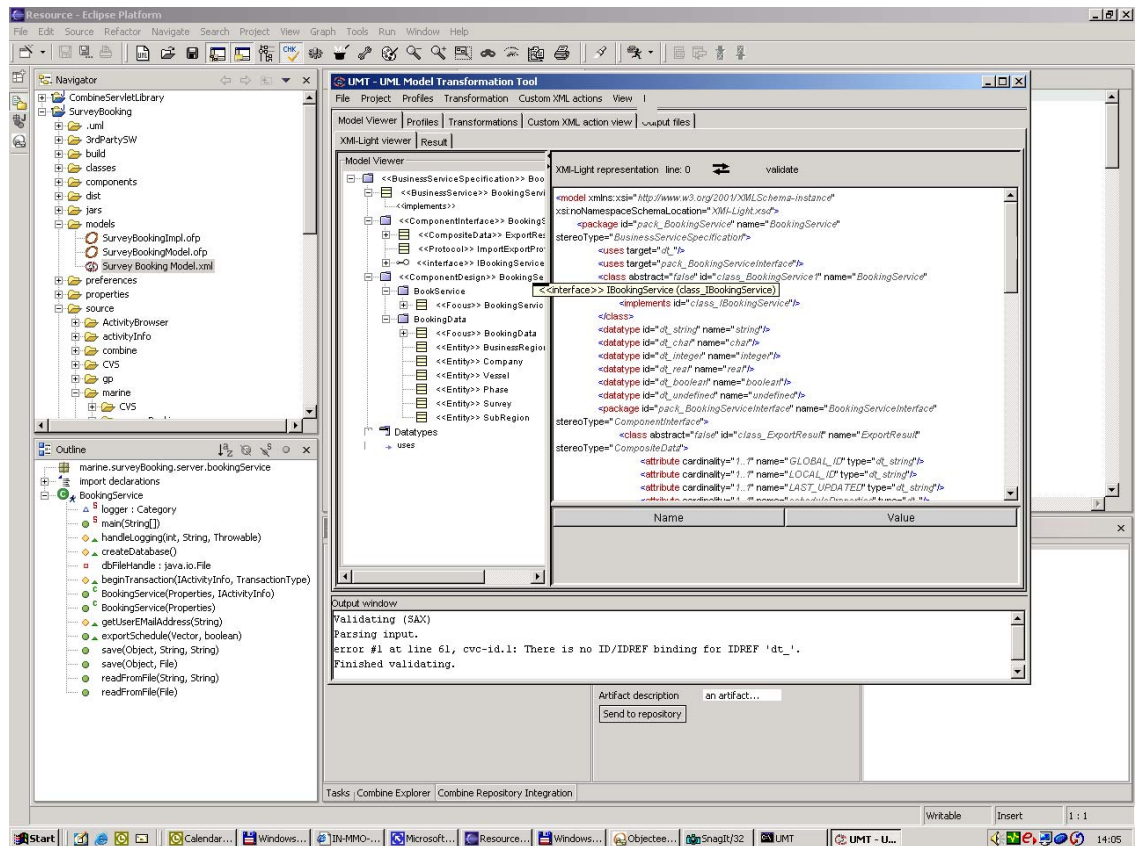 Resource - Eclipse Platform
File Edit Source Refactor Navigate Search Project View Graph Tools Run Window Help
Navigator
CombineServletLibrary
SurveyBooking
.uml
3rdPartySW
build
classes
components
dist
jars
models
SurveyBookingImpl.ofp
SurveyBookingModel.ofp
Survey Booking Model.xml
preferences
properties
source
ActivityBrowser
activityInfo
combine
CVS
gp
marine
CVS
Outline
marine.surveyBooking.server.bookingService
import declarations
BookingService
logger : Category
main(String[])
handleLogging(int, String, Throwable)
createDatabase()
dbFileHandle : java.io.File
beginTransaction(IActivityInfo, TransactionType)
BookingService(Properties, IActivityInfo)
BookingService(Properties)
getUserEMailAddress(String)
exportSchedule(Vector, boolean)
save(Object, String, String)
save(Object, File)
readFromFile(String, String)
readFromFile(File)
UMT - UML Model Transformation Tool
File Project Profiles Transformation Custom XML actions View
Model Viewer Profiles Transformations Custom XML action view Output files
XMI-Light viewer Result
Model Viewer
<<BusinessServiceSpecification>> Boo
<<BusinessService>> BookingServi
<<implements>>
<<ComponentInterface>> BookingS
<<CompositeData>> ExportRes
<<Protocol>> ImportExportPro
<<interface>> IBookingService
<<ComponentDesign>> BookingSe
BookService
<<Focus>> BookingServic
BookingData
<<Focus>> BookingData
<<Entity>> BusinessRegion
<<Entity>> Company
<<Entity>> Vessel
<<Entity>> Phase
<<Entity>> Survey
<<Entity>> SubRegion
Datatypes
uses
XMI-Light representation line: 0 validate
<model xmlns:xsi="http://www.w3.org/2001/XMLSchema-instance"
xsi:noNamespaceSchemaLocation="XMI-Light.xsd">
<package id="pack_BookingService" name="BookingService"
stereoType="BusinessServiceSpecification">
<uses target="dt_"/>
<uses target="pack_BookingServiceInterface"/>
<class abstract="false" id="class_BookingService1" name="BookingService"
<<interface>> IBookingService (class_IBookingService)
<implements id="class_IBookingService"/>
</class>
<datatype id="dt_string" name="string"/>
<datatype id="dt_char" name="char"/>
<datatype id="dt_integer" name="integer"/>
<datatype id="dt_real" name="real"/>
<datatype id="dt_boolean" name="boolean"/>
<datatype id="dt_undefined" name="undefined"/>
<package id="pack_BookingServiceInterface" name="BookingServiceInterface"
stereoType="ComponentInterface">
<class abstract="false" id="class_ExportResult" name="ExportResult"
stereoType="CompositeData">
<attribute cardinality="1..1" name="GLOBAL_ID" type="dt_string"/>
<attribute cardinality="1..1" name="LOCAL_ID" type="dt_string"/>
<attribute cardinality="1..1" name="LAST_UPDATED" type="dt_string"/>
Name Value
Output window
Validating (SAX)
Parsing input.
error #1 at line 61, cvc-id.1: There is no ID/IDREF binding for IDREF 'dt_'.
Finished validating.
Artifact description an artifact...
Send to repository
Tasks Combine Explorer Combine Repository Integration
Writable Insert 1 : 1
Start Calendar... Windows... IN-MMO-... Microsoft... Resource... Windows... Objectee... SnagIt/32 UMT UMT - U... 14:05